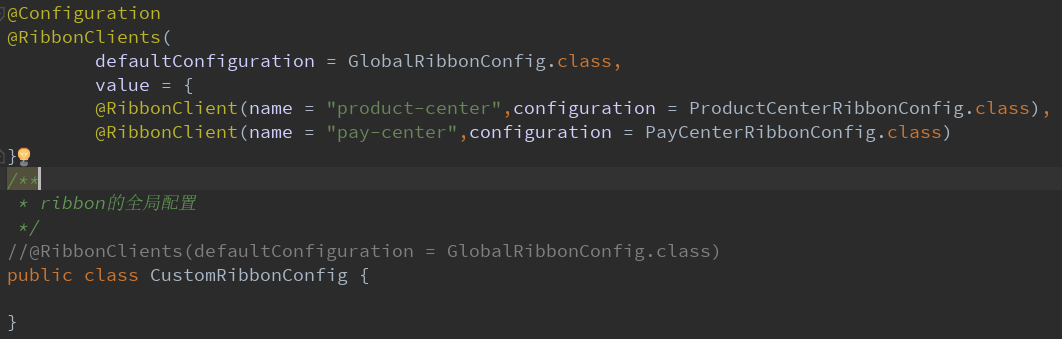 @Configuration
@RibbonClients(
        defaultConfiguration = GlobalRibbonConfig.class,
        value = {
        @RibbonClient(name = "product-center",configuration = ProductCenterRibbonConfig.class),
        @RibbonClient(name = "pay-center",configuration = PayCenterRibbonConfig.class)
}
/**
 * ribbon的全局配置
 */
//@RibbonClients(defaultConfiguration = GlobalRibbonConfig.class)
public class CustomRibbonConfig {
}